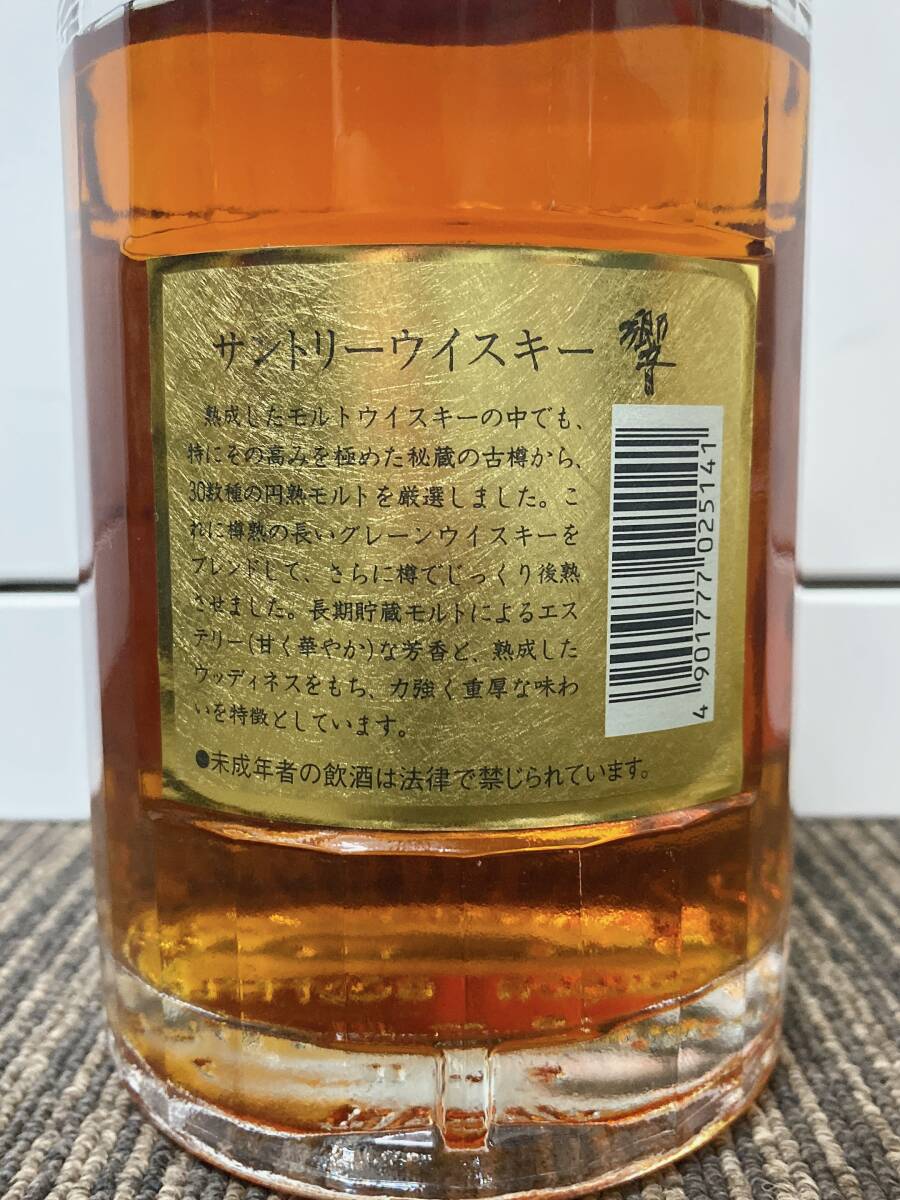 サントリーウイスキー 響
熟成したモルトウイスキーの中でも、
特にその高みを極めた秘蔵の古樽から、
30数種の円熟モルトを厳選しました。こ
れに樽熟の長いグレーンウイスキーを
ブレンドして、さらに樽でじっくり後熟
させました。長期貯蔵モルトによるエス
テリー(甘く華やか)な芳香と、熟成した
ウッディネスをもち、力強く重厚な味わ
いを特徴としています。
●未成年者の飲酒は法律で禁じられています。
4 901777 025141